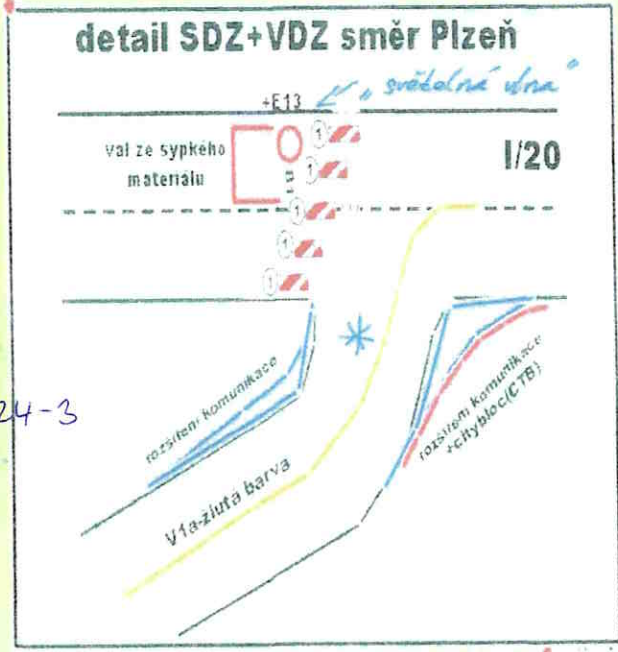 detail SDZ+VDZ směr Plzeň
„světelná vlna"
+E13
val ze sypkého
materiálu
I/20
1
1
1
1
1
24-3
rozšíření komunikace
V1a-žlutá barva
rozšíření komunikace
+citybloc(CTB)